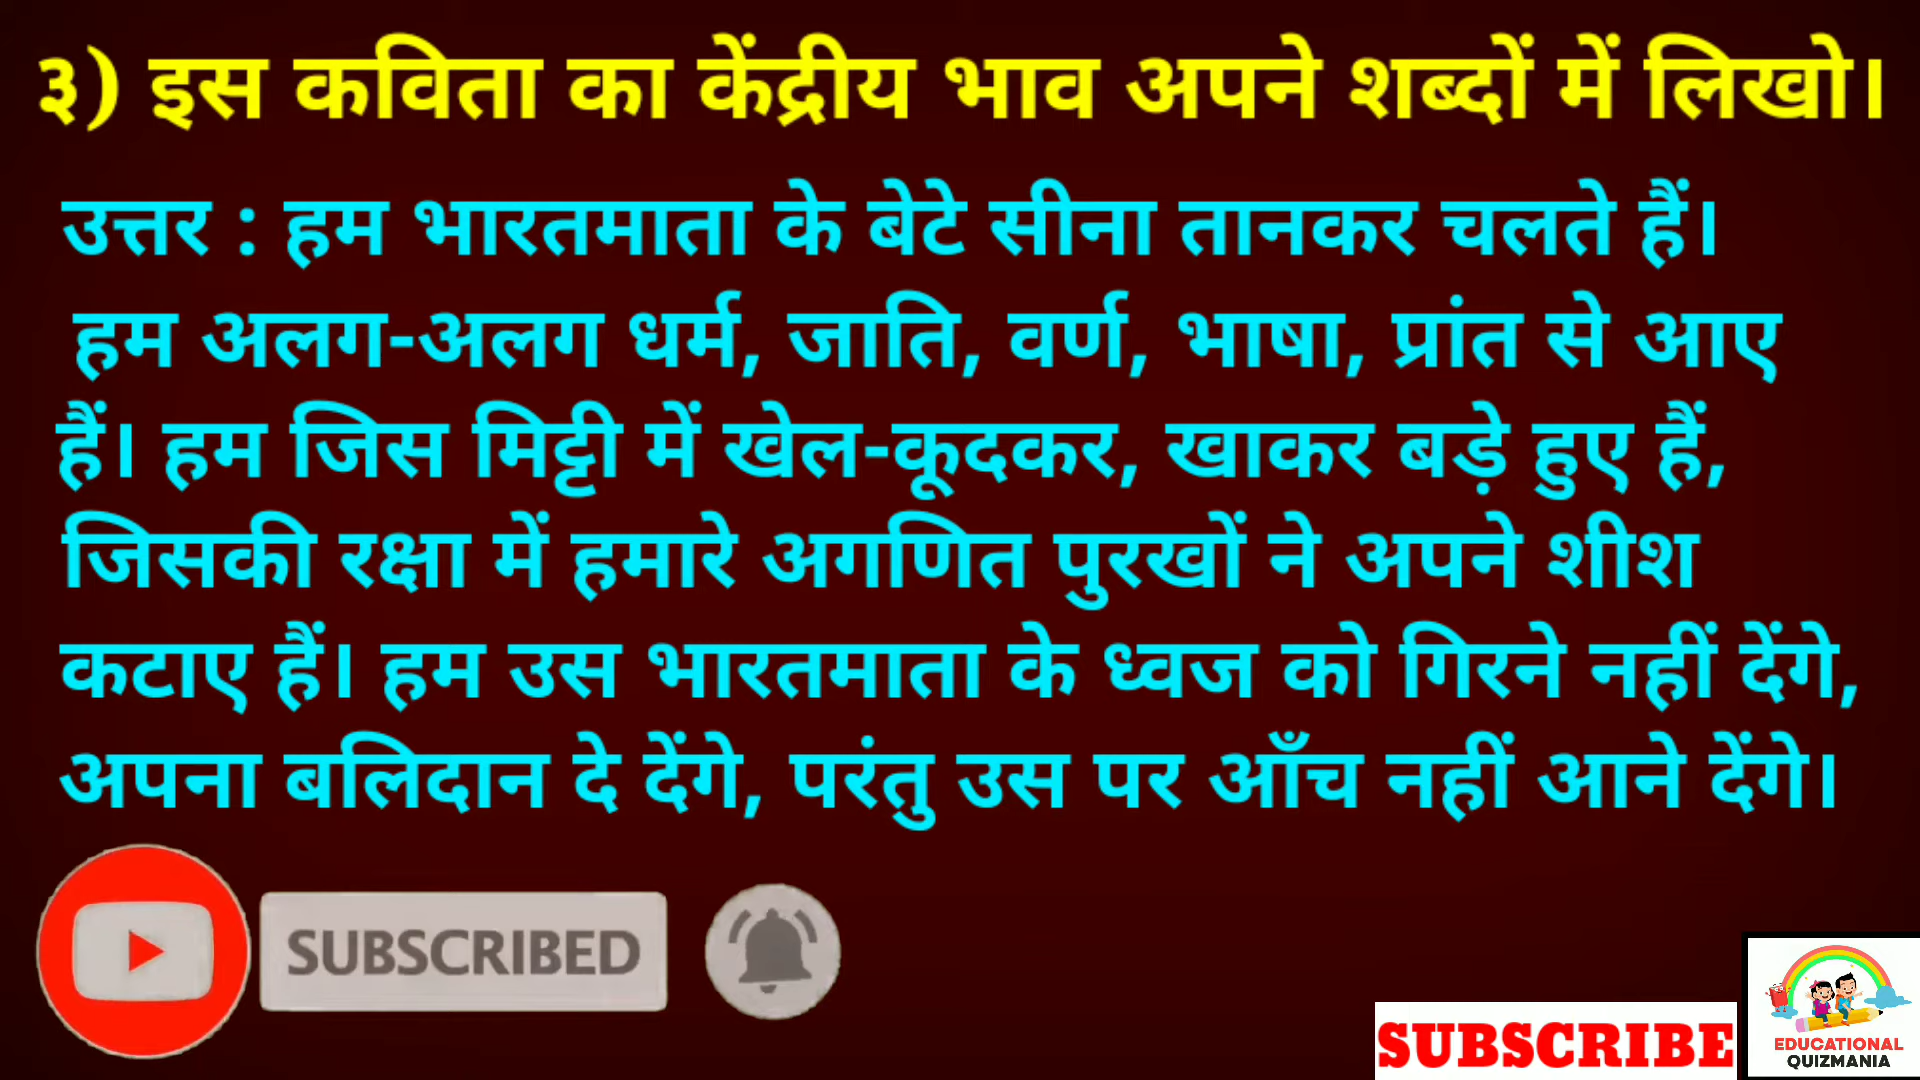 ३) इस कविता का केंद्रीय भाव अपने शब्दों में लिखो।
उत्तर : हम भारतमाता के बेटे सीना तानकर चलते हैं।
हम अलग-अलग धर्म, जाति, वर्ण, भाषा, प्रांत से आए
हैं। हम जिस मिट्टी में खेल-कूदकर, खाकर बड़े हुए हैं,
जिसकी रक्षा में हमारे अगणित पुरखों ने अपने शीश
कटाए हैं। हम उस भारतमाता के ध्वज को गिरने नहीं देंगे,
अपना बलिदान दे देंगे, परंतु उस पर आँच नहीं आने देंगे।
SUBSCRIBED
SUBSCRIBE
EDUCATIONAL
QUIZMANIA